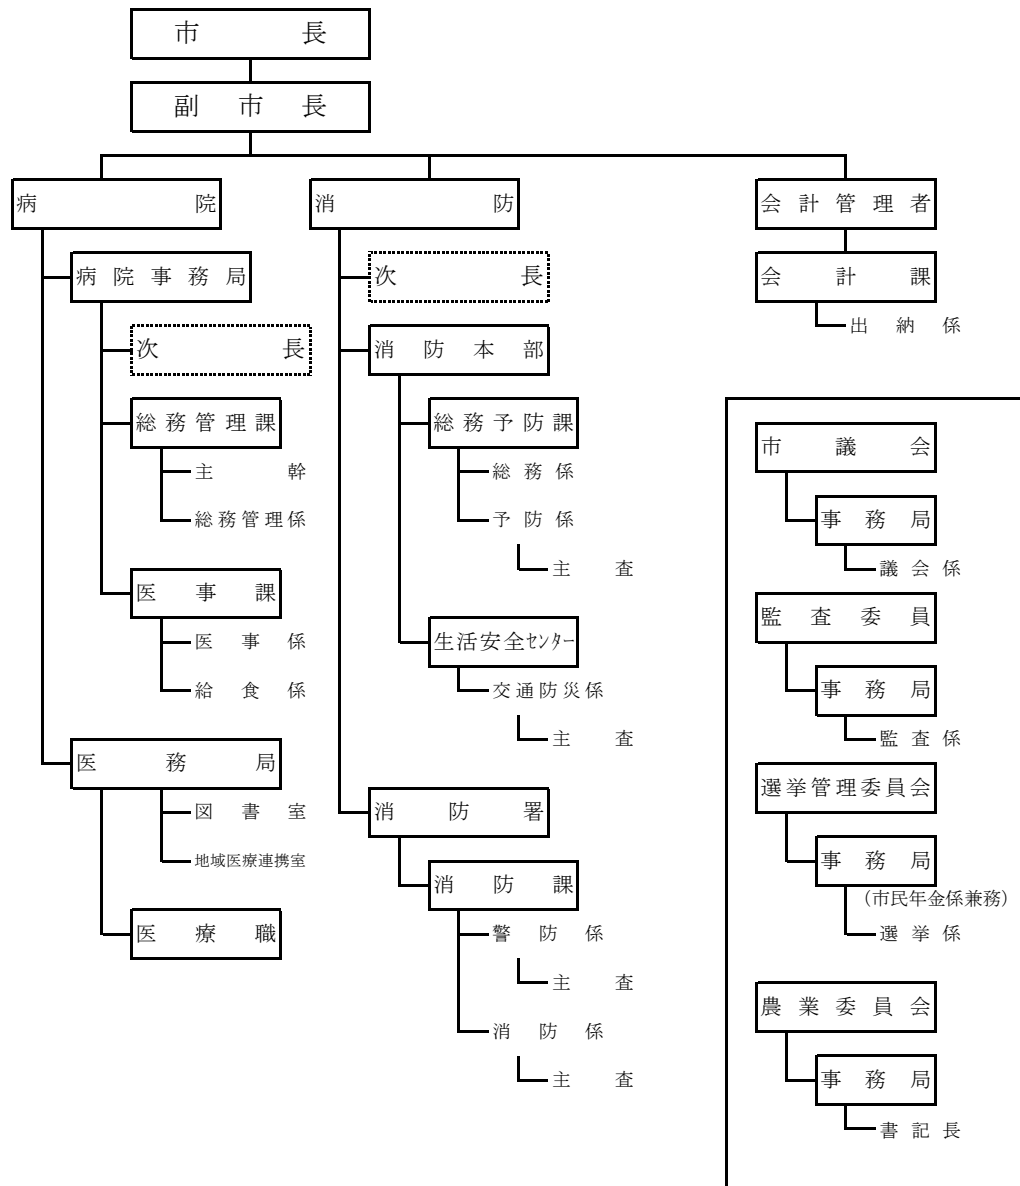 市長
副市長
病院
病院事務局
次長
総務管理課
主幹
総務管理係
医事課
医事係
給食係
医務局
図書室
地域医療連携室
医療職
消防
次長
消防本部
総務予防課
総務係
予防係
主査
生活安全ｾﾝﾀｰ
交通防災係
主査
消防署
消防課
警防係
主査
消防係
主査
会計管理者
会計課
出納係
市議会
事務局
議会係
監査委員
事務局
監査係
選挙管理委員会
事務局
（市民年金係兼務）
選挙係
農業委員会
事務局
書記長